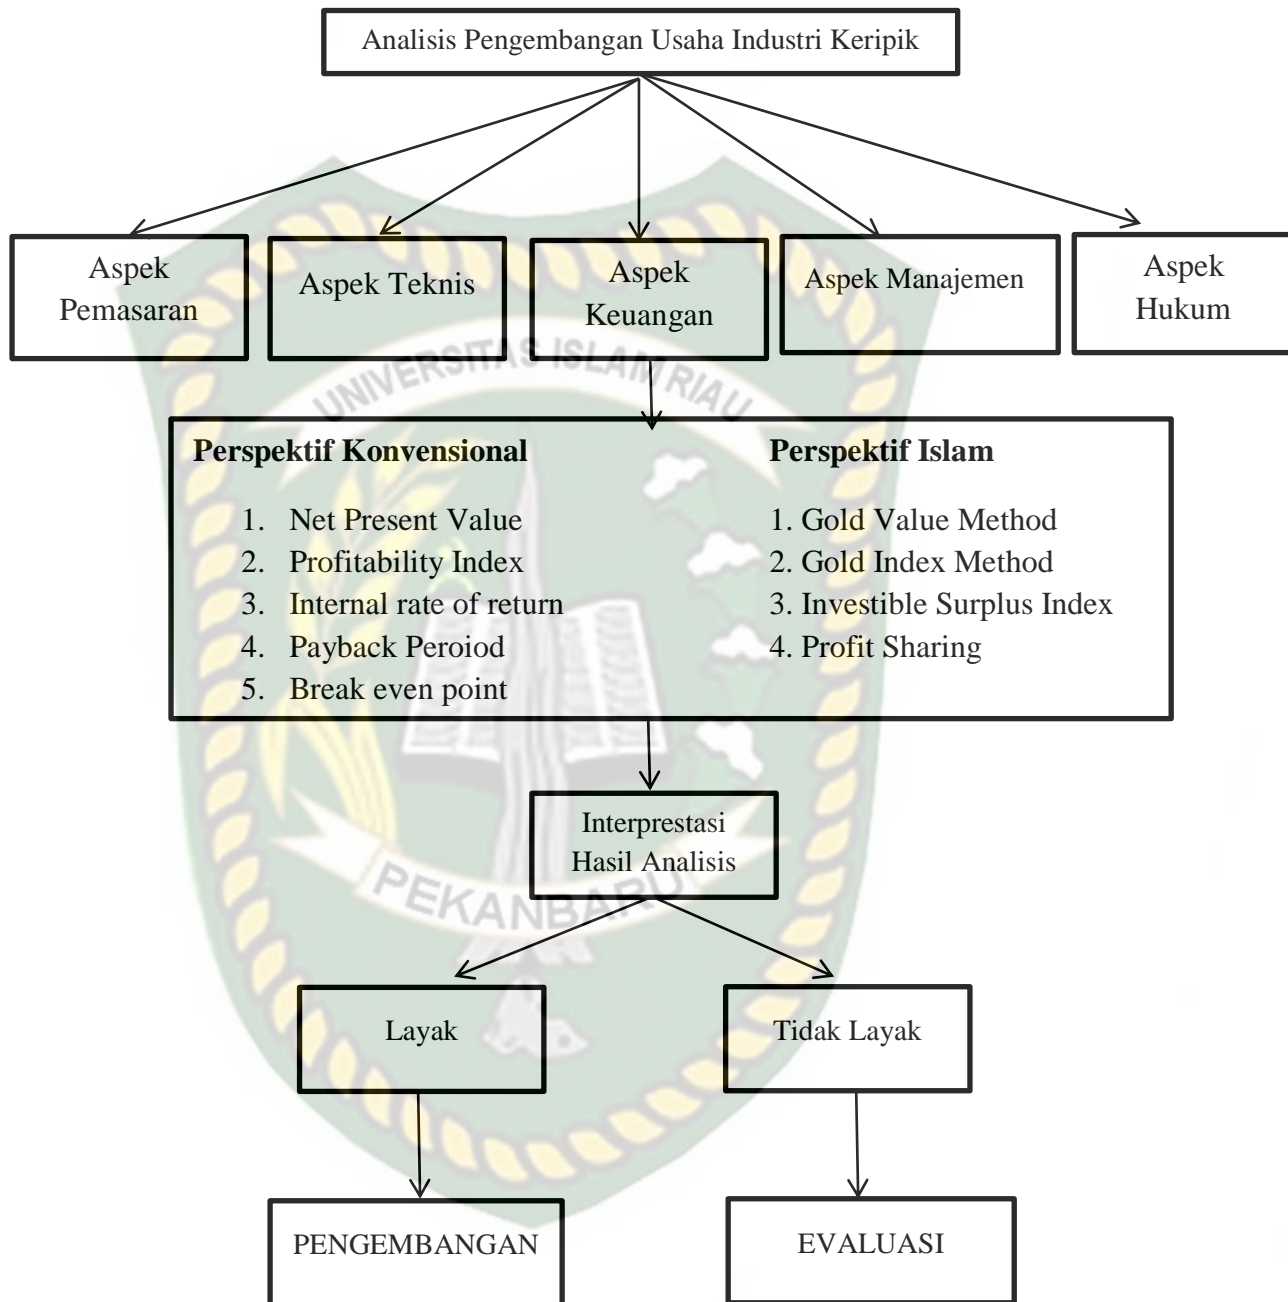 Analisis Pengembangan Usaha Industri Keripik
Aspek
Pemasaran
Aspek Teknis
Aspek
Keuangan
Aspek Manajemen
Aspek
Hukum
UNIVERSITAS ISLAM RIAU
Perspektif Konvensional
1. Net Present Value
2. Profitability Index
3. Internal rate of return
4. Payback Peroiod
5. Break even point
Perspektif Islam
1. Gold Value Method
2. Gold Index Method
3. Investible Surplus Index
4. Profit Sharing
Interprestasi
Hasil Analisis
PEKANBARU
Layak
Tidak Layak
PENGEMBANGAN
EVALUASI